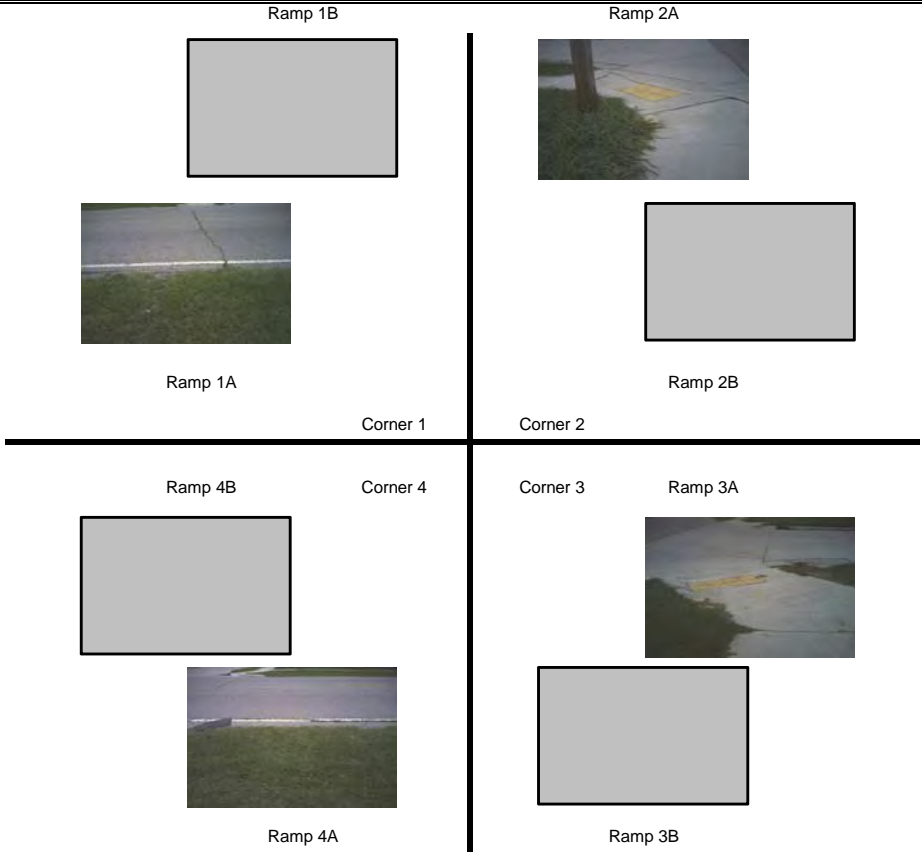 Ramp 1B Ramp 2A
Ramp 1A Ramp 2B
Corner 1 Corner 2
Ramp 4B Corner 4 Corner 3 Ramp 3A
Ramp 4A Ramp 3B